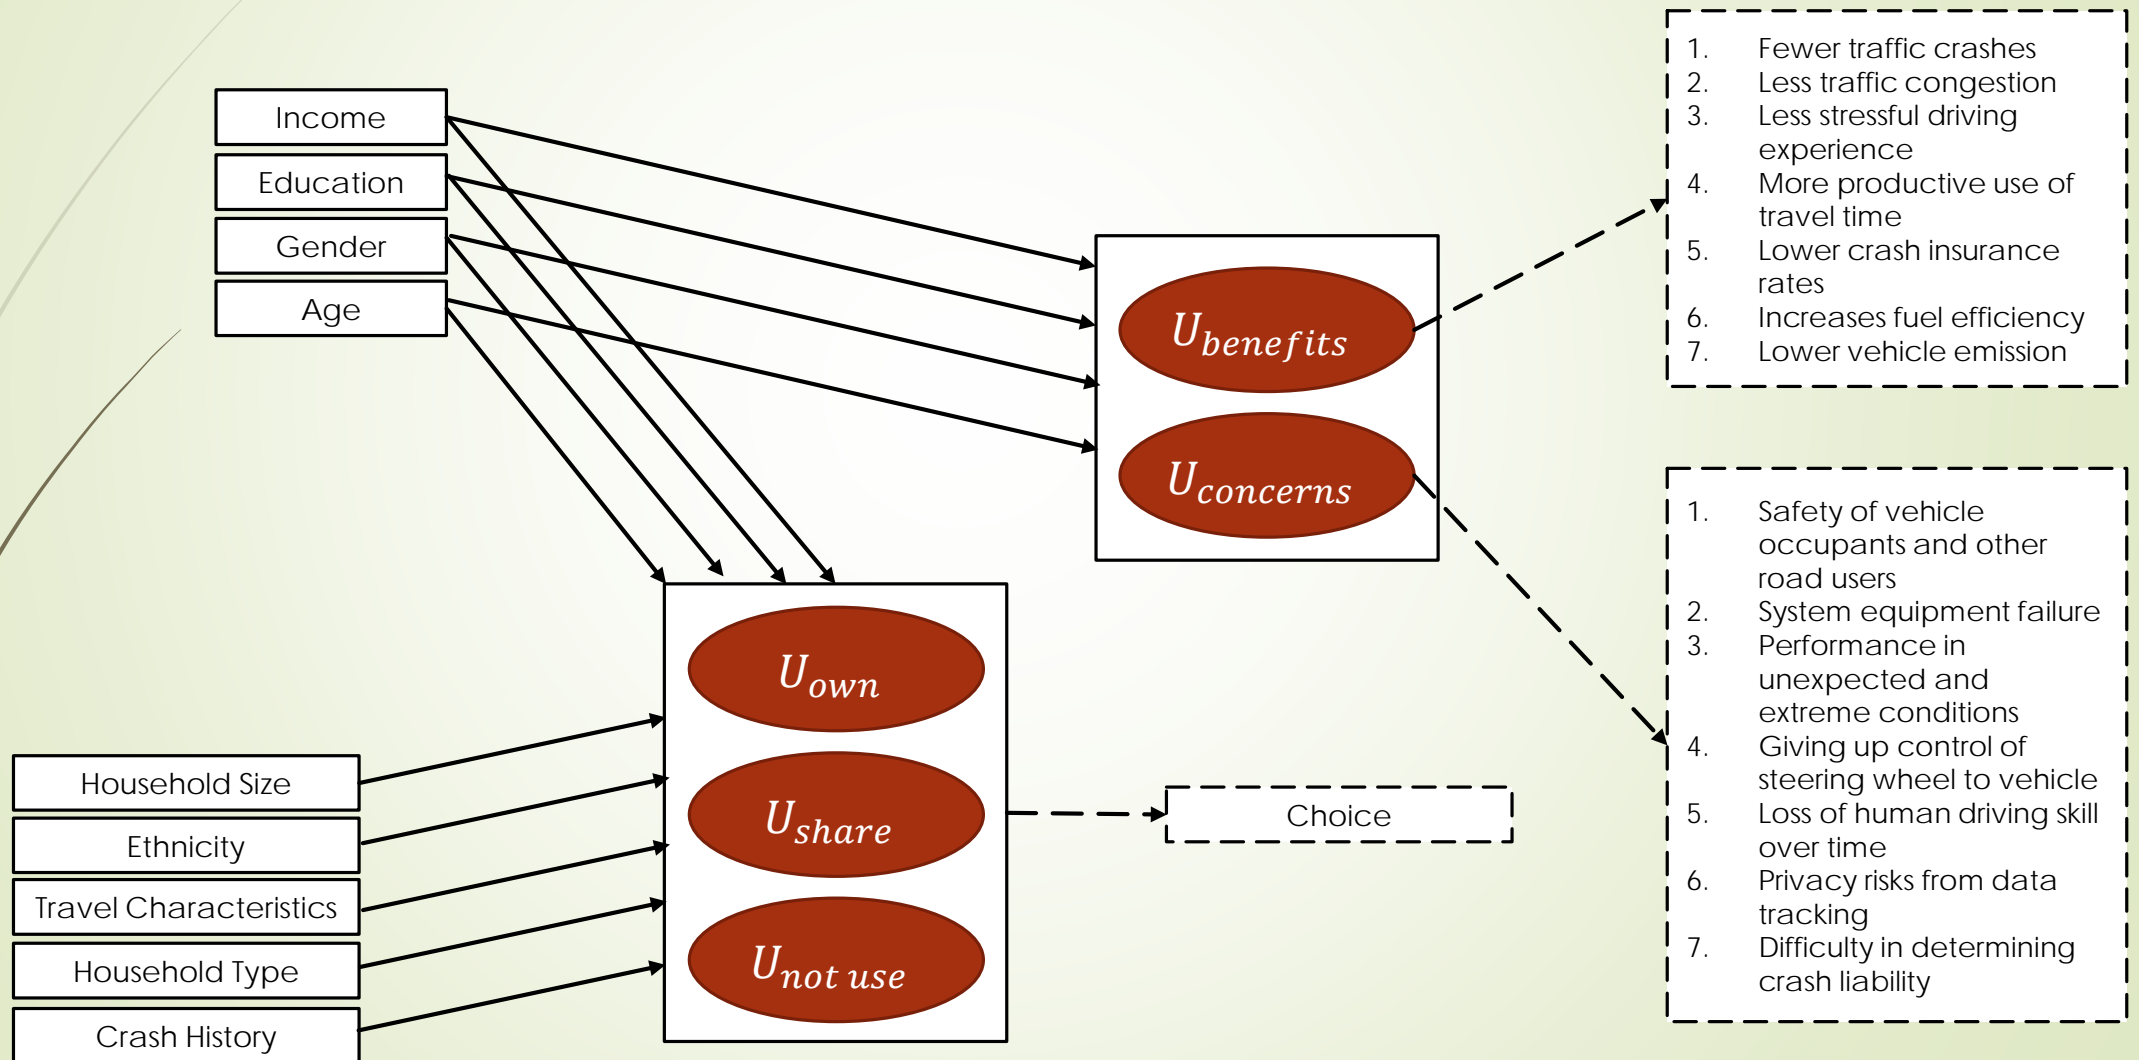 Income
Education
Gender
Age
U_benefits
U_concerns
1. Fewer traffic crashes
2. Less traffic congestion
3. Less stressful driving
experience
4. More productive use of
travel time
5. Lower crash insurance
rates
6. Increases fuel efficiency
7. Lower vehicle emission
1. Safety of vehicle
occupants and other
road users
2. System equipment failure
3. Performance in
unexpected and
extreme conditions
4. Giving up control of
steering wheel to vehicle
5. Loss of human driving skill
over time
6. Privacy risks from data
tracking
7. Difficulty in determining
crash liability
U_own
U_share
U_not use
Choice
Household Size
Ethnicity
Travel Characteristics
Household Type
Crash History